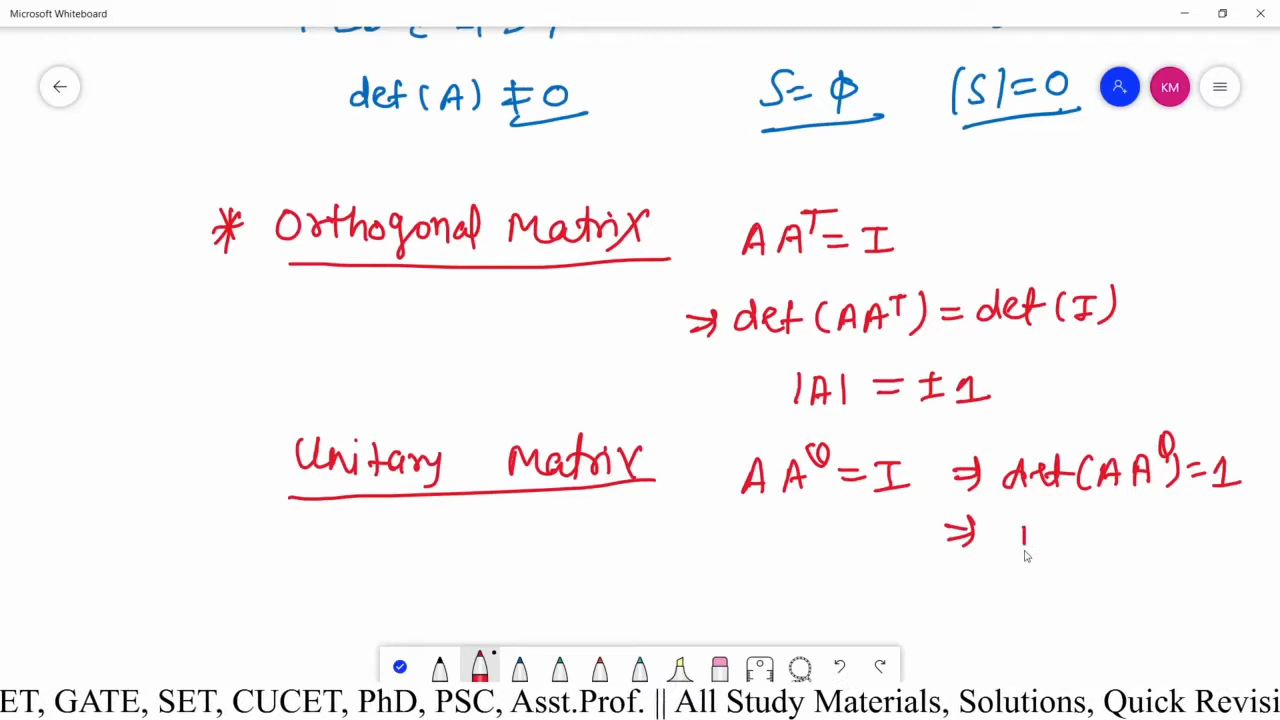 Microsoft Whiteboard
def(A) ≠ 0 S = ϕ |S| = 0 KM
* Orthogonal Matrix AAᵀ = I
⇒ det(AAᵀ) = det(I)
|A| = ± 1
Unitary Matrix AA^θ = I ⇒ det(AA^θ) = 1
⇒ |
ET, GATE, SET, CUCET, PhD, PSC, Asst.Prof. || All Study Materials, Solutions, Quick Revisi